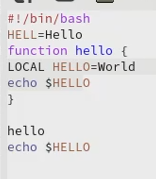 #!/bin/bash
HELL=Hello
function hello {
LOCAL HELLO=World
echo $HELLO
}
hello
echo $HELLO